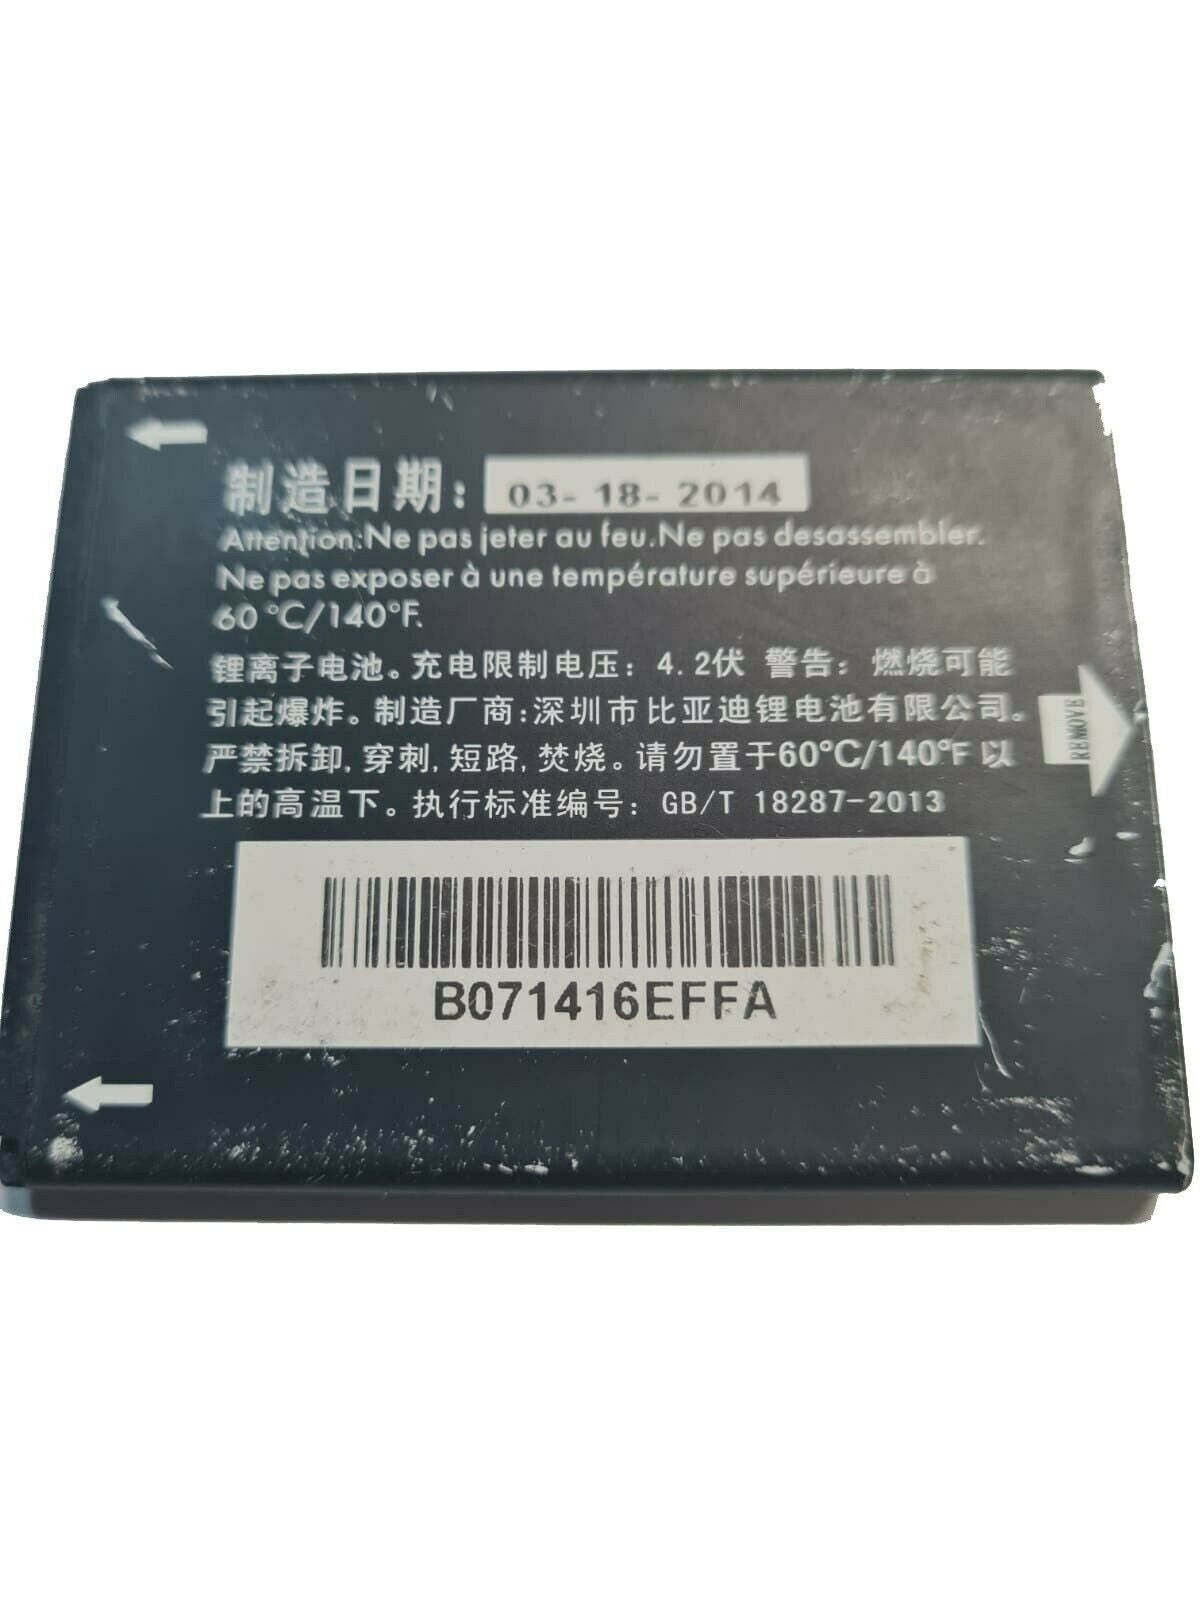 制造日期: 03-18-2014
Attention:Ne pas jeter au feu.Ne pas desassembler.
Ne pas exposer à une température supérieure à
60 °C/140°F.
锂离子电池。充电限制电压: 4.2伏 警告: 燃烧可能
引起爆炸。制造厂商:深圳市比亚迪锂电池有限公司。
严禁拆卸,穿刺,短路,焚烧。请勿置于60°C/140°F 以
上的高温下。执行标准编号: GB/T 18287-2013
REMOVE
B071416EFFA